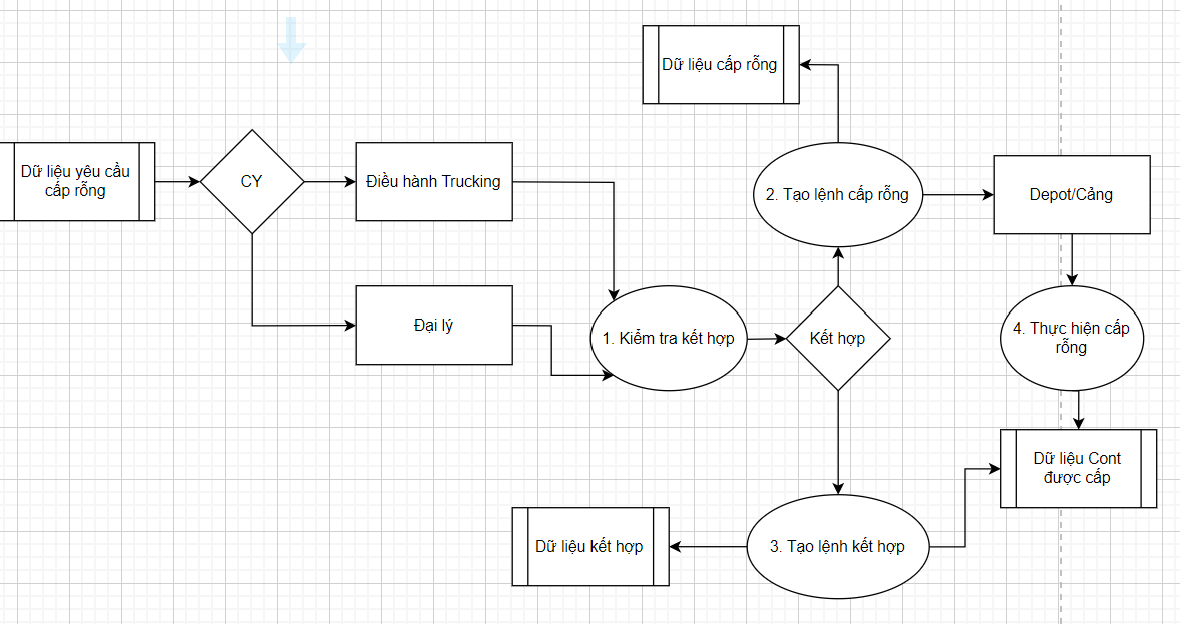 Dữ liệu cấp rỗng
Dữ liệu yêu cầu
cấp rỗng
CY
Điều hành Trucking
2. Tạo lệnh cấp rỗng
Depot/Cảng
Đại lý
1. Kiểm tra kết hợp
Kết hợp
4. Thực hiện cấp
rỗng
Dữ liệu Cont
được cấp
Dữ liệu kết hợp
3. Tạo lệnh kết hợp